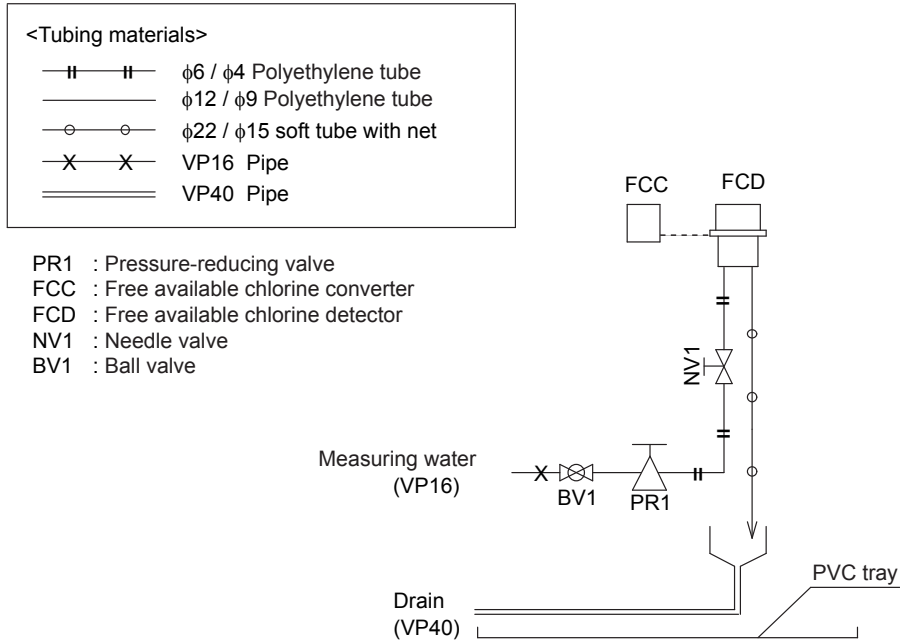 <Tubing materials>
ϕ6 / ϕ4 Polyethylene tube
ϕ12 / ϕ9 Polyethylene tube
ϕ22 / ϕ15 soft tube with net
VP16 Pipe
VP40 Pipe
PR1 : Pressure-reducing valve
FCC : Free available chlorine converter
FCD : Free available chlorine detector
NV1 : Needle valve
BV1 : Ball valve
FCC
FCD
NV1
Measuring water
(VP16)
BV1
PR1
PVC tray
Drain
(VP40)